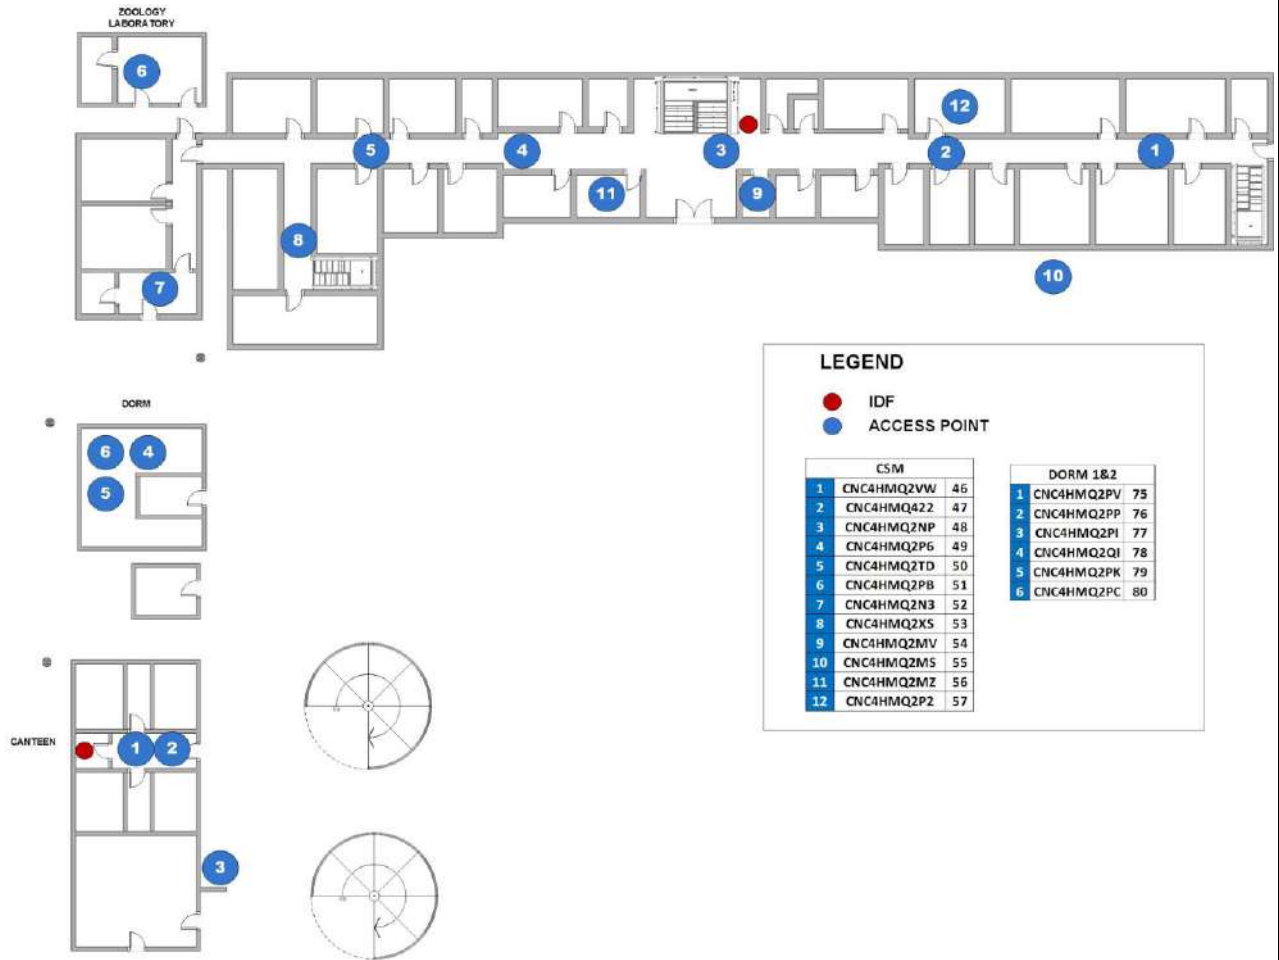 ZOOLOGY
LABORATORY
6
12
5
4
3
2
1
11
9
8
7
10
DORM
6 4
5
CANTEEN
1 2
3
LEGEND
IDF
ACCESS POINT
CSM
1 CNC4HMQ2VW 46
2 CNC4HMQ422 47
3 CNC4HMQ2NP 48
4 CNC4HMQ2P6 49
5 CNC4HMQ2TD 50
6 CNC4HMQ2PB 51
7 CNC4HMQ2N3 52
8 CNC4HMQ2XS 53
9 CNC4HMQ2MV 54
10 CNC4HMQ2MS 55
11 CNC4HMQ2MZ 56
12 CNC4HMQ2P2 57
DORM 1&2
1 CNC4HMQ2PV 75
2 CNC4HMQ2PP 76
3 CNC4HMQ2PJ 77
4 CNC4HMQ2QJ 78
5 CNC4HMQ2PK 79
6 CNC4HMQ2PC 80